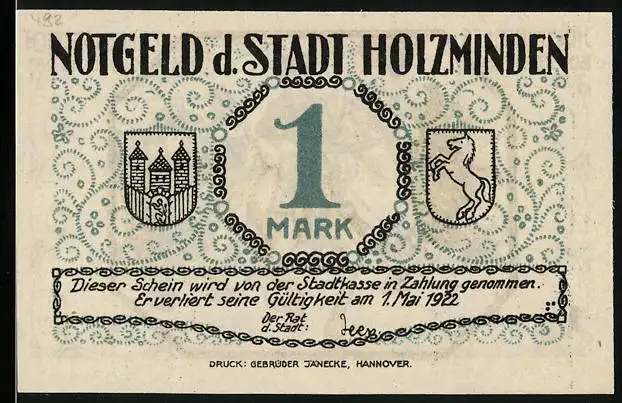 492
NOTGELD d. STADT HOLZMINDEN
1
MARK
Dieser Schein wird von der Stadtkasse in Zahlung genommen.
Er verliert seine Gültigkeit am 1. Mai 1922
Der Rat
d. Stadt:
DRUCK: GEBRÜDER JÄNECKE, HANNOVER.